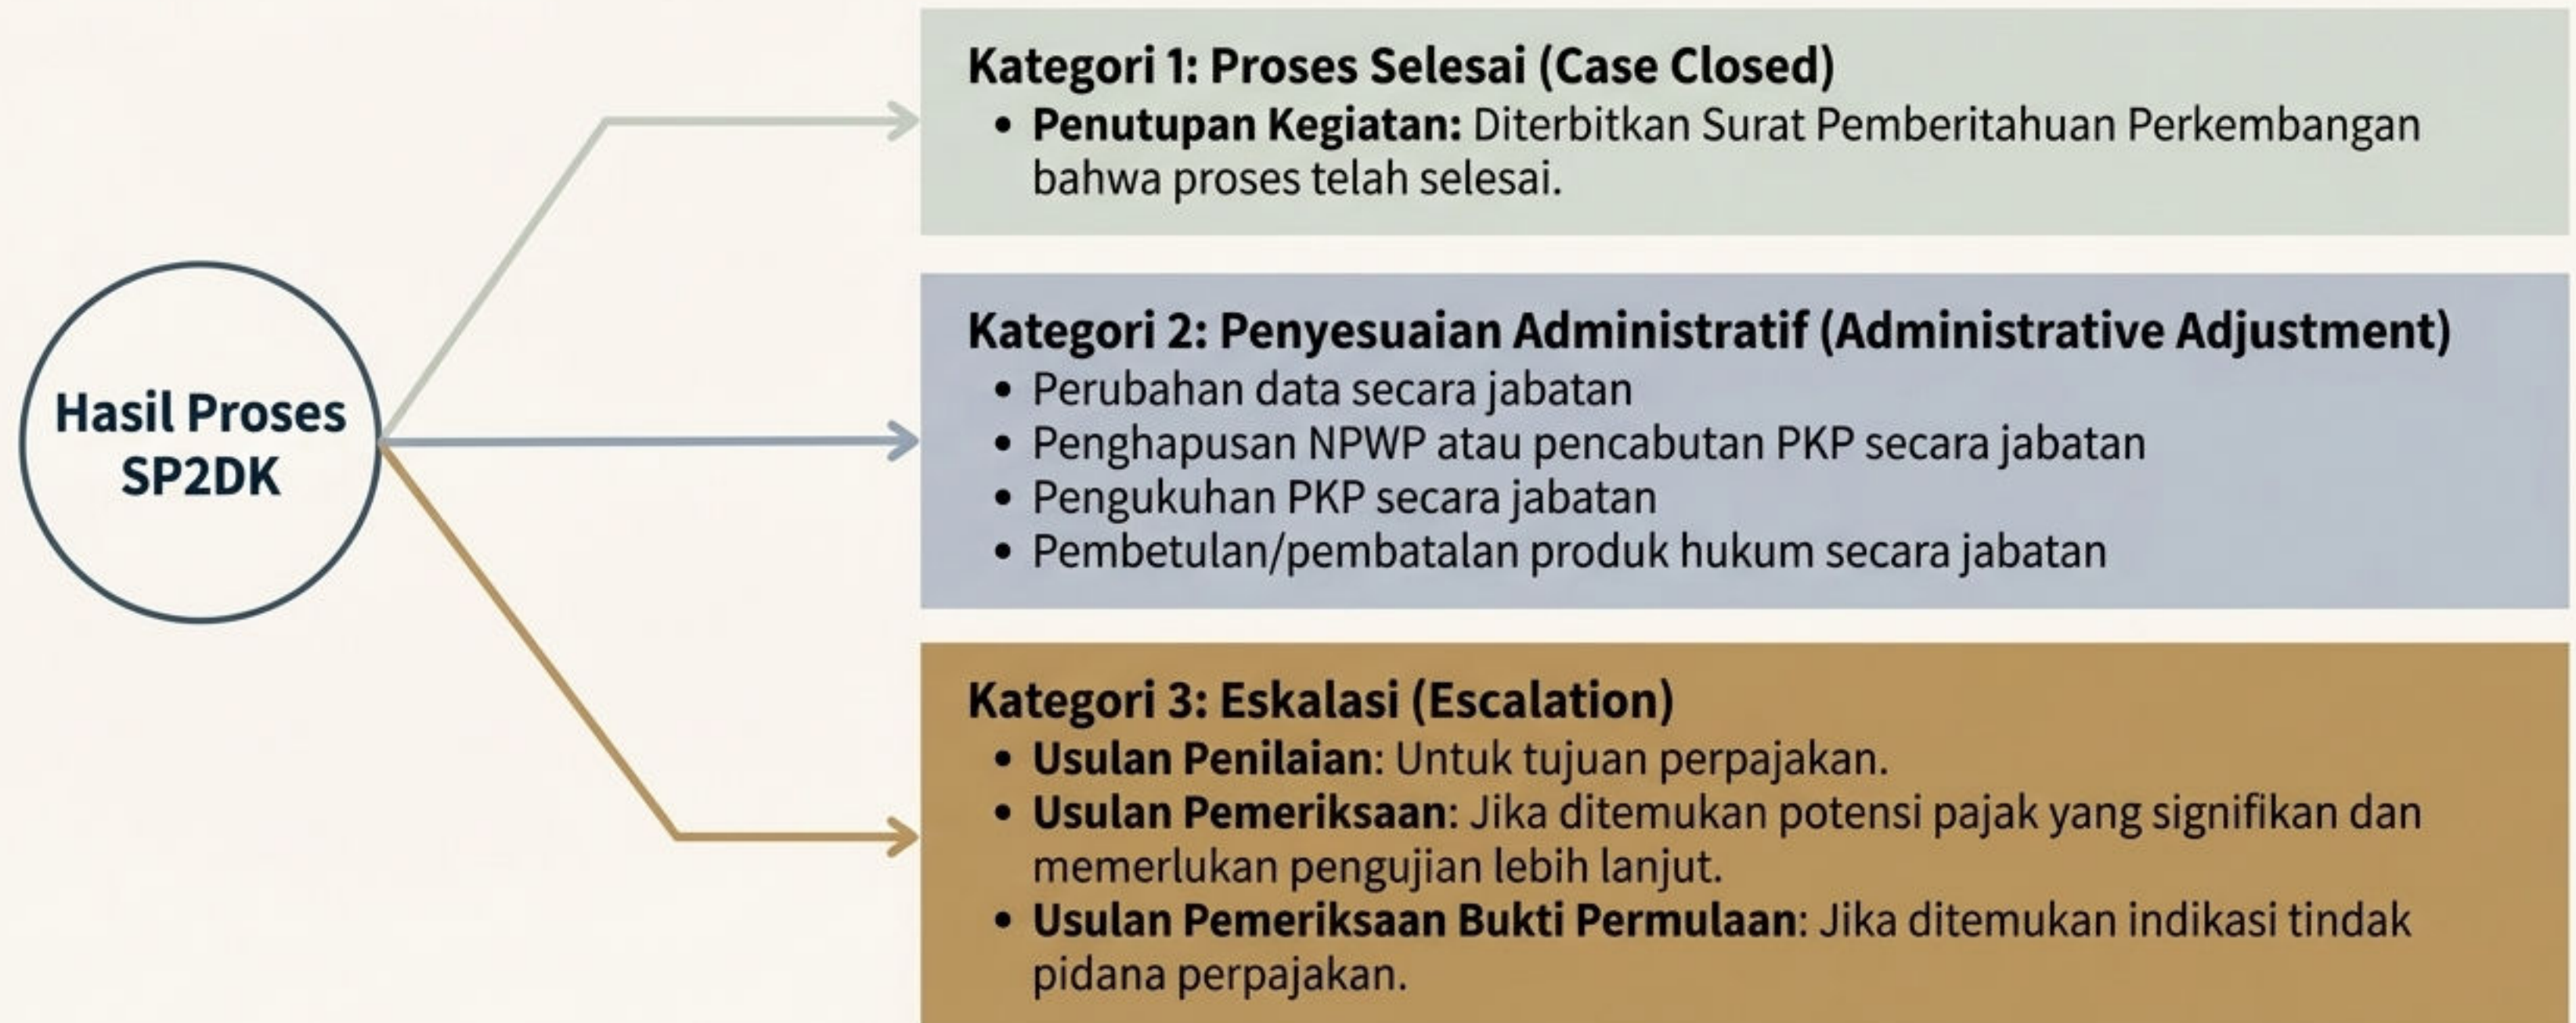 Hasil Proses
SP2DK
Kategori 1: Proses Selesai (Case Closed)
• Penutupan Kegiatan: Diterbitkan Surat Pemberitahuan Perkembangan
bahwa proses telah selesai.
Kategori 2: Penyesuaian Administratif (Administrative Adjustment)
• Perubahan data secara jabatan
• Penghapusan NPWP atau pencabutan PKP secara jabatan
• Pengukuhan PKP secara jabatan
• Pembetulan/pembatalan produk hukum secara jabatan
Kategori 3: Eskalasi (Escalation)
• Usulan Penilaian: Untuk tujuan perpajakan.
• Usulan Pemeriksaan: Jika ditemukan potensi pajak yang signifikan dan
memerlukan pengujian lebih lanjut.
• Usulan Pemeriksaan Bukti Permulaan: Jika ditemukan indikasi tindak
pidana perpajakan.